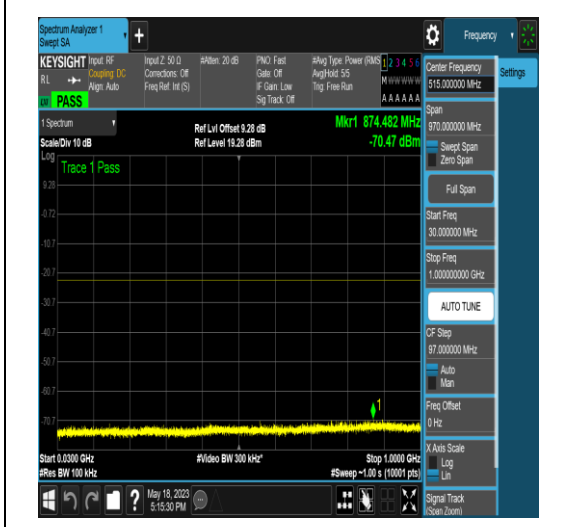 Spectrum Analyzer 1
Swept SA
Frequency
KEYSIGHT
RL
Input: RF
Coupling: DC
Align: Auto
Input Z: 50 Ω
Corrections: Off
Freq Ref: Int (S)
#Atten: 20 dB
PNO: Fast
Gate: Off
IF Gain: Low
Sig Track: Off
#Avg Type: Power (RMS
Avg|Hold: 5/5
Trig: Free Run
1 2 3 4 5 6
M W W W W W
A A A A A A
PASS
1 Spectrum
Scale/Div 10 dB
Ref Lvl Offset 9.28 dB
Ref Level 19.28 dBm
Mkr1 874.482 MHz
-70.47 dBm
Log
Trace 1 Pass
9.28
-0.72
-10.7
-20.7
-30.7
-40.7
-50.7
-60.7
-70.7
1
Start 0.0300 GHz
#Res BW 100 kHz
#Video BW 300 kHz*
Stop 1.0000 GHz
#Sweep ~1.00 s (10001 pts)
May 18, 2023
5:15:30 PM
Center Frequency
515.000000 MHz
Settings
Span
970.000000 MHz
Swept Span
Zero Span
Full Span
Start Freq
30.000000 MHz
Stop Freq
1.000000000 GHz
AUTO TUNE
CF Step
97.000000 MHz
Auto
Man
Freq Offset
0 Hz
X Axis Scale
Log
Lin
Signal Track
(Span Zoom)